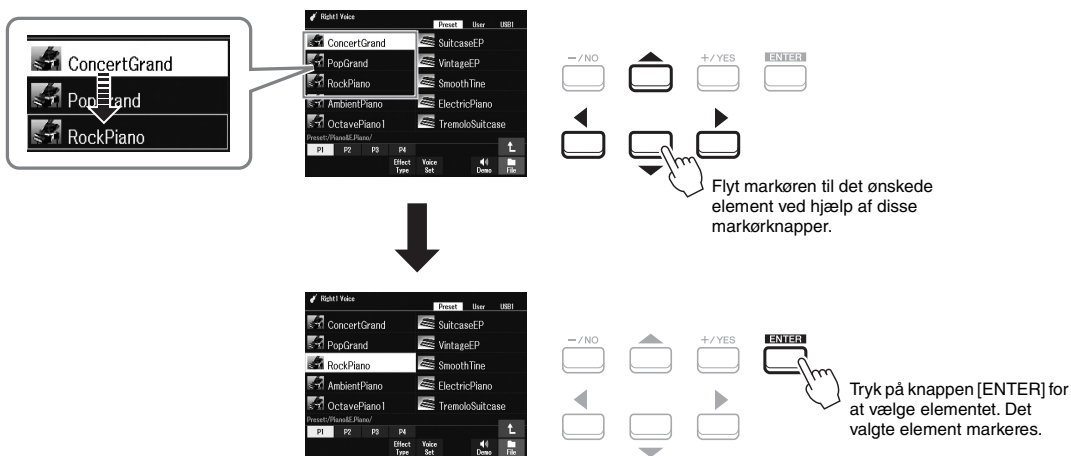 ConcertGrand
PopGrand
RockPiano
Right1 Voice
Preset User USB1
ConcertGrand SuitcaseEP
PopGrand VintageEP
RockPiano SmoothTine
AmbientPiano ElectricPiano
OctavePiano1 TremoloSuitcase
Preset:/Piano&E.Piano/
P1 P2 P3 P4
Effect Type Voice Set Demo File
–/NO +/YES ENTER
Flyt markøren til det ønskede
element ved hjælp af disse
markørknapper.
Right1 Voice
Preset User USB1
ConcertGrand SuitcaseEP
PopGrand VintageEP
RockPiano SmoothTine
AmbientPiano ElectricPiano
OctavePiano1 TremoloSuitcase
Preset:/Piano&E.Piano/
P1 P2 P3 P4
Effect Type Voice Set Demo File
–/NO +/YES ENTER
Tryk på knappen [ENTER] for
at vælge elementet. Det
valgte element markeres.